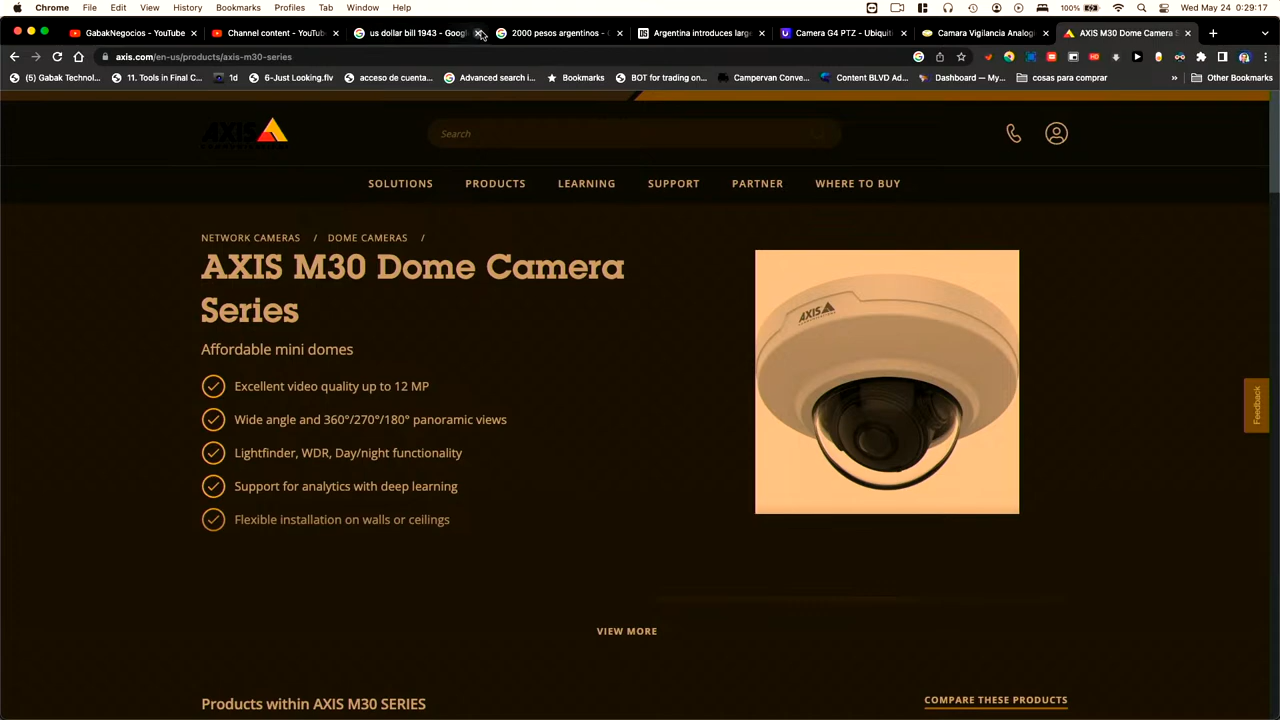 Chrome File Edit View History Bookmarks Profiles Tab Window Help 100% Wed May 24 0:29:17
GabakNegocios - YouTube Channel content - YouTub us dollar bill 1943 - Googl 2000 pesos argentinos - Argentina introduces larg Camera G4 PTZ - Ubiquit Camara Vigilancia Analog AXIS M30 Dome Camera S
axis.com/en-us/products/axis-m30-series
(5) Gabak Technol... 11. Tools in Final C... 1d 6-Just Looking.flv acceso de cuenta... Advanced search i... Bookmarks BOT for trading on... Campervan Conve... Content BLVD Ad... Dashboard — My... cosas para comprar » Other Bookmarks
AXIS
Search
SOLUTIONS PRODUCTS LEARNING SUPPORT PARTNER WHERE TO BUY
NETWORK CAMERAS / DOME CAMERAS /
AXIS M30 Dome Camera
Series
Affordable mini domes
Excellent video quality up to 12 MP
Wide angle and 360°/270°/180° panoramic views
Lightfinder, WDR, Day/night functionality
Support for analytics with deep learning
Flexible installation on walls or ceilings
AXIS
Feedback
VIEW MORE
Products within AXIS M30 SERIES
COMPARE THESE PRODUCTS